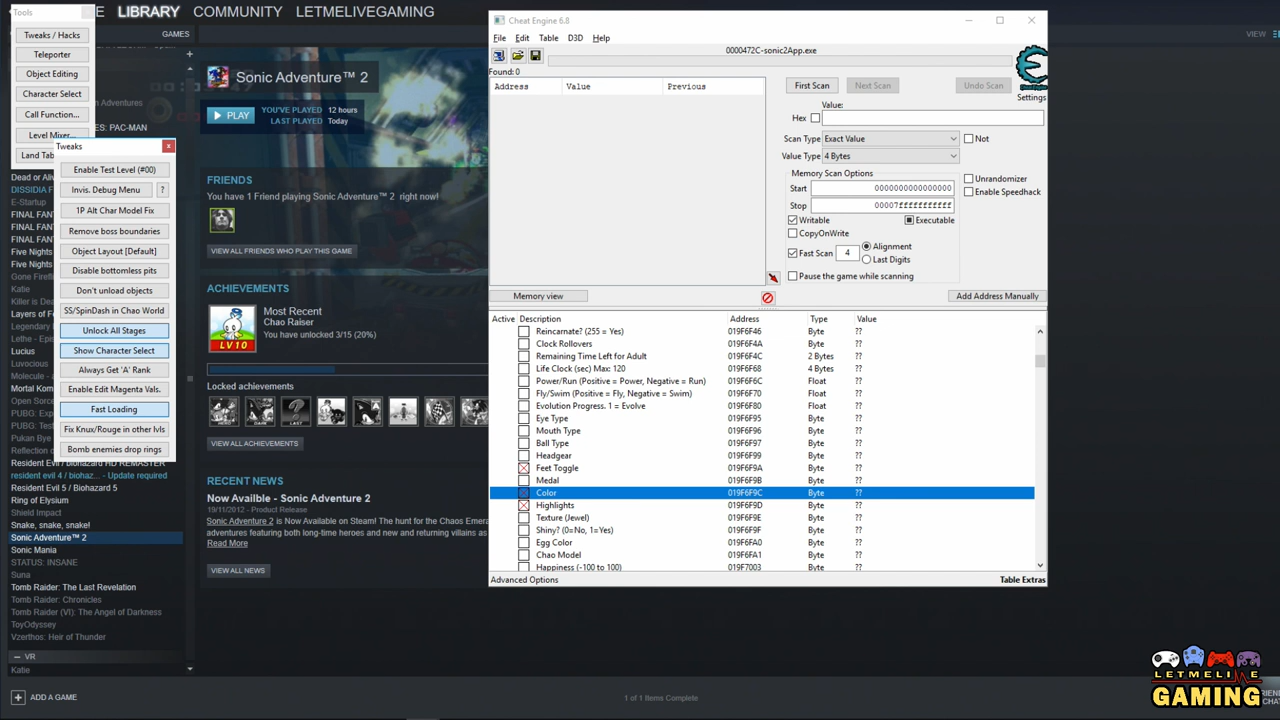 Tools
LIBRARY
COMMUNITY
LETMELIVEGAMING
GAMES
VIEW
Tweaks / Hacks
Teleporter
Object Editing
Character Select
Call Function...
Level Mixer...
Land Tab
Adventures
ES: PAC-MAN
Tweaks
x
Enable Test Level (#00)
Invis. Debug Menu
?
1P Alt Char Model Fix
Remove boss boundaries
Object Layout [Default]
Disable bottomless pits
Don't unload objects
SS/SpinDash in Chao World
Unlock All Stages
Show Character Select
Always Get 'A' Rank
Enable Edit Magenta Vals.
Fast Loading
Fix Knux/Rouge in other lvls
Bomb enemies drop rings
Dead or Aliv
DISSIDIA F
E-Startup
FINAL FAN
FINAL FAN
FINAL FAN
Five Nights
Five Nights
Gone Firefl
Katie
Killer is De
Layers of F
Legendary
Lethe - Epi
Lucius
Luvocious
Molecule -
Mortal Kom
Open Sorc
PUBG: Pet
PUBG: Tes
Pukan Bye
Reflection o
Resident Evil / biohazard HD REMASTER
resident evil 4 / biohaz... - Update required
Resident Evil 5 / Biohazard 5
Ring of Elysium
Shield Impact
Snake, snake, snake!
Sonic Adventure™ 2
Sonic Mania
STATUS: INSANE
Suna
Tomb Raider: The Last Revelation
Tomb Raider: Chronicles
Tomb Raider (VI): The Angel of Darkness
ToyOdyssey
Vzerthos: Heir of Thunder
− VR
Katie
+ ADD A GAME
1 of 1 Items Complete
Sonic Adventure™ 2
PLAY
YOU'VE PLAYED 12 hours
LAST PLAYED Today
FRIENDS
You have 1 Friend playing Sonic Adventure™ 2 right now!
VIEW ALL FRIENDS WHO PLAY THIS GAME
ACHIEVEMENTS
LV10
Most Recent
Chao Raiser
You have unlocked 3/15 (20%)
Locked achievements
VIEW ALL ACHIEVEMENTS
RECENT NEWS
Now Availble - Sonic Adventure™ 2
19/11/2012 - Product Release
Sonic Adventure 2 is Now Available on Steam! The hunt for the Chaos Emera
adventures featuring both long-time heroes and new and returning villains as
Read More
VIEW ALL NEWS
Cheat Engine 6.8
File Edit Table D3D Help
0000472C-sonic2App.exe
Found: 0
Address Value Previous
First Scan
Next Scan
Undo Scan
Settings
Value:
Hex
Scan Type Exact Value
Not
Value Type 4 Bytes
Memory Scan Options
Start 0000000000000000
Stop 00007fffffffffff
Writable
Executable
CopyOnWrite
Fast Scan 4
Alignment
Last Digits
Pause the game while scanning
Unrandomizer
Enable Speedhack
Memory view
Add Address Manually
Active Description Address Type Value
Reincarnate? (255 = Yes) 019F6F46 Byte ??
Clock Rollovers 019F6F4A Byte ??
Remaining Time Left for Adult 019F6F4C 2 Bytes ??
Life Clock (sec) Max: 120 019F6F68 4 Bytes ??
Power/Run (Positive = Power, Negative = Run) 019F6F6C Float ??
Fly/Swim (Positive = Fly, Negative = Swim) 019F6F70 Float ??
Evolution Progress. 1 = Evolve 019F6F80 Float ??
Eye Type 019F6F95 Byte ??
Mouth Type 019F6F96 Byte ??
Ball Type 019F6F97 Byte ??
Headgear 019F6F99 Byte ??
Feet Toggle 019F6F9A Byte ??
Medal 019F6F9B Byte ??
Color 019F6F9C Byte ??
Highlights 019F6F9D Byte ??
Texture (Jewel) 019F6F9E Byte ??
Shiny? (0=No, 1=Yes) 019F6F9F Byte ??
Egg Color 019F6FA0 Byte ??
Chao Model 019F6FA1 Byte ??
Happiness (-100 to 100) 019F7003 Byte ??
Advanced Options
Table Extras
LETMELIVE
GAMING
FRIEN
CHAT